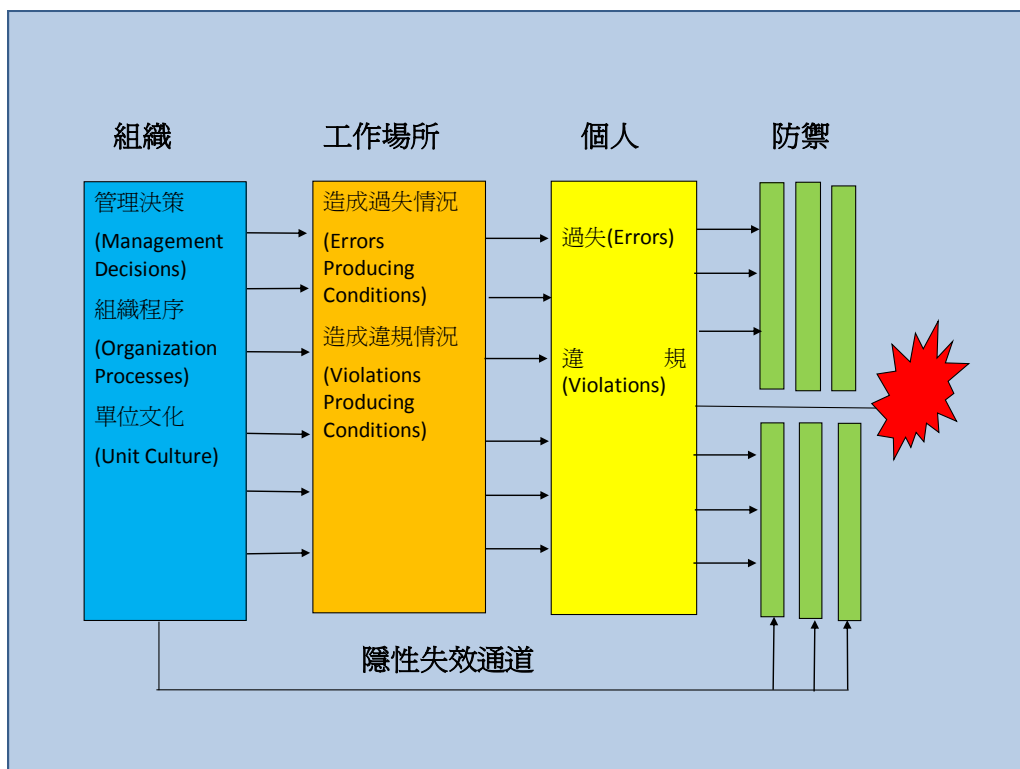 組織
工作場所
個人
防禦
管理決策
(Management
Decisions)
組織程序
(Organization
Processes)
單位文化
(Unit Culture)
造成過失情況
(Errors
Producing
Conditions)
造成違規情況
(Violations
Producing
Conditions)
過失(Errors)
違 規
(Violations)
隱性失效通道